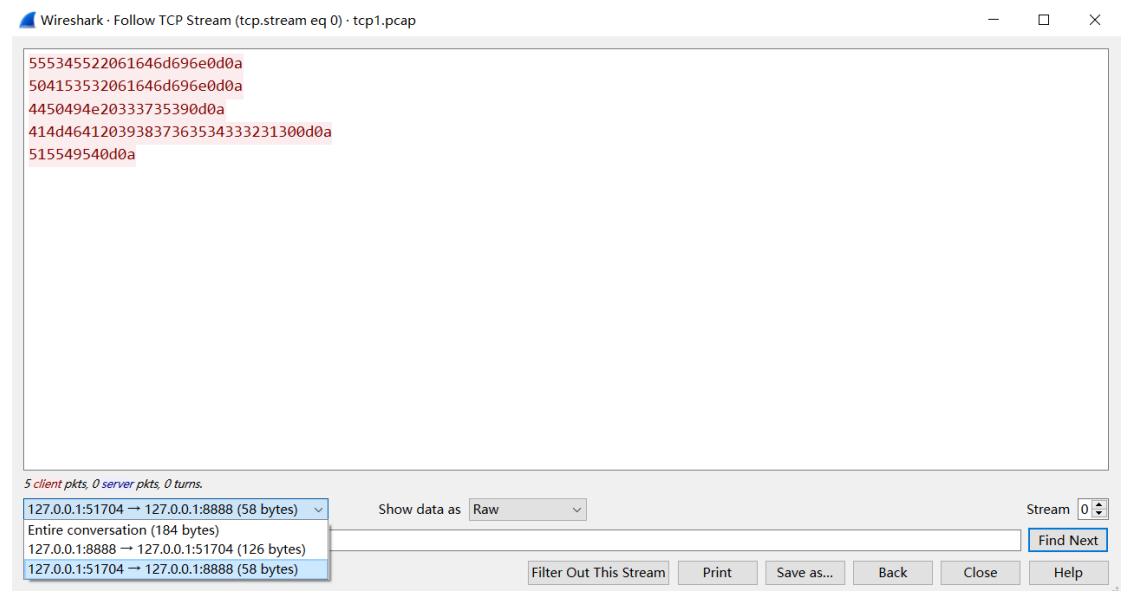 Wireshark · Follow TCP Stream (tcp.stream eq 0) · tcp1.pcap
555345522061646d696e0d0a
504153532061646d696e0d0a
4450494e20333735390d0a
414d464120393837363534333231300d0a
515549540d0a
5 client pkts, 0 server pkts, 0 turns.
127.0.0.1:51704 → 127.0.0.1:8888 (58 bytes) Show data as Raw Stream 0
Entire conversation (184 bytes)
127.0.0.1:8888 → 127.0.0.1:51704 (126 bytes) Find Next
127.0.0.1:51704 → 127.0.0.1:8888 (58 bytes)
Filter Out This Stream Print Save as... Back Close Help